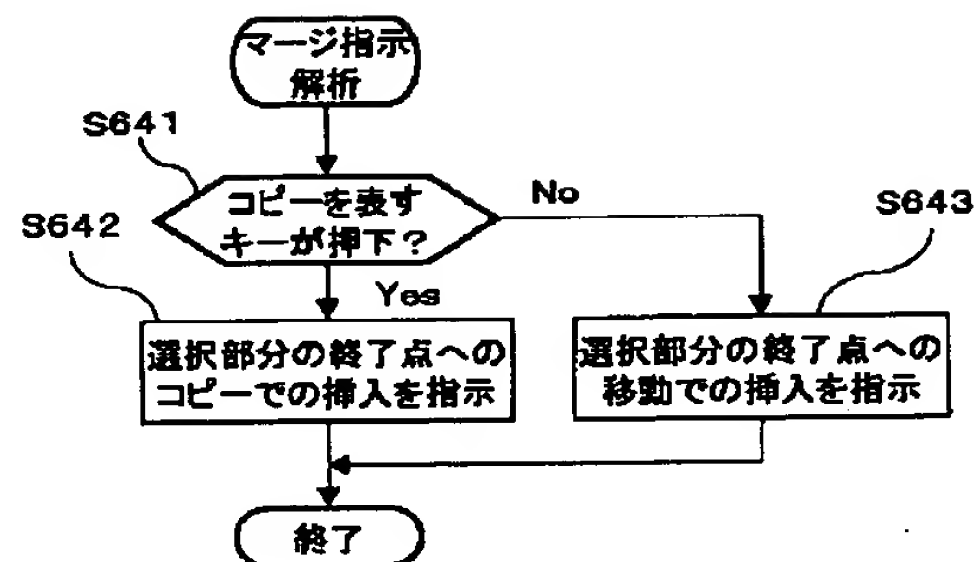 マージ指示
解析
S641
コピーを表す
キーが押下？
No
S642
S643
Yes
選択部分の終了点への
コピーでの挿入を指示
選択部分の終了点への
移動での挿入を指示
終了